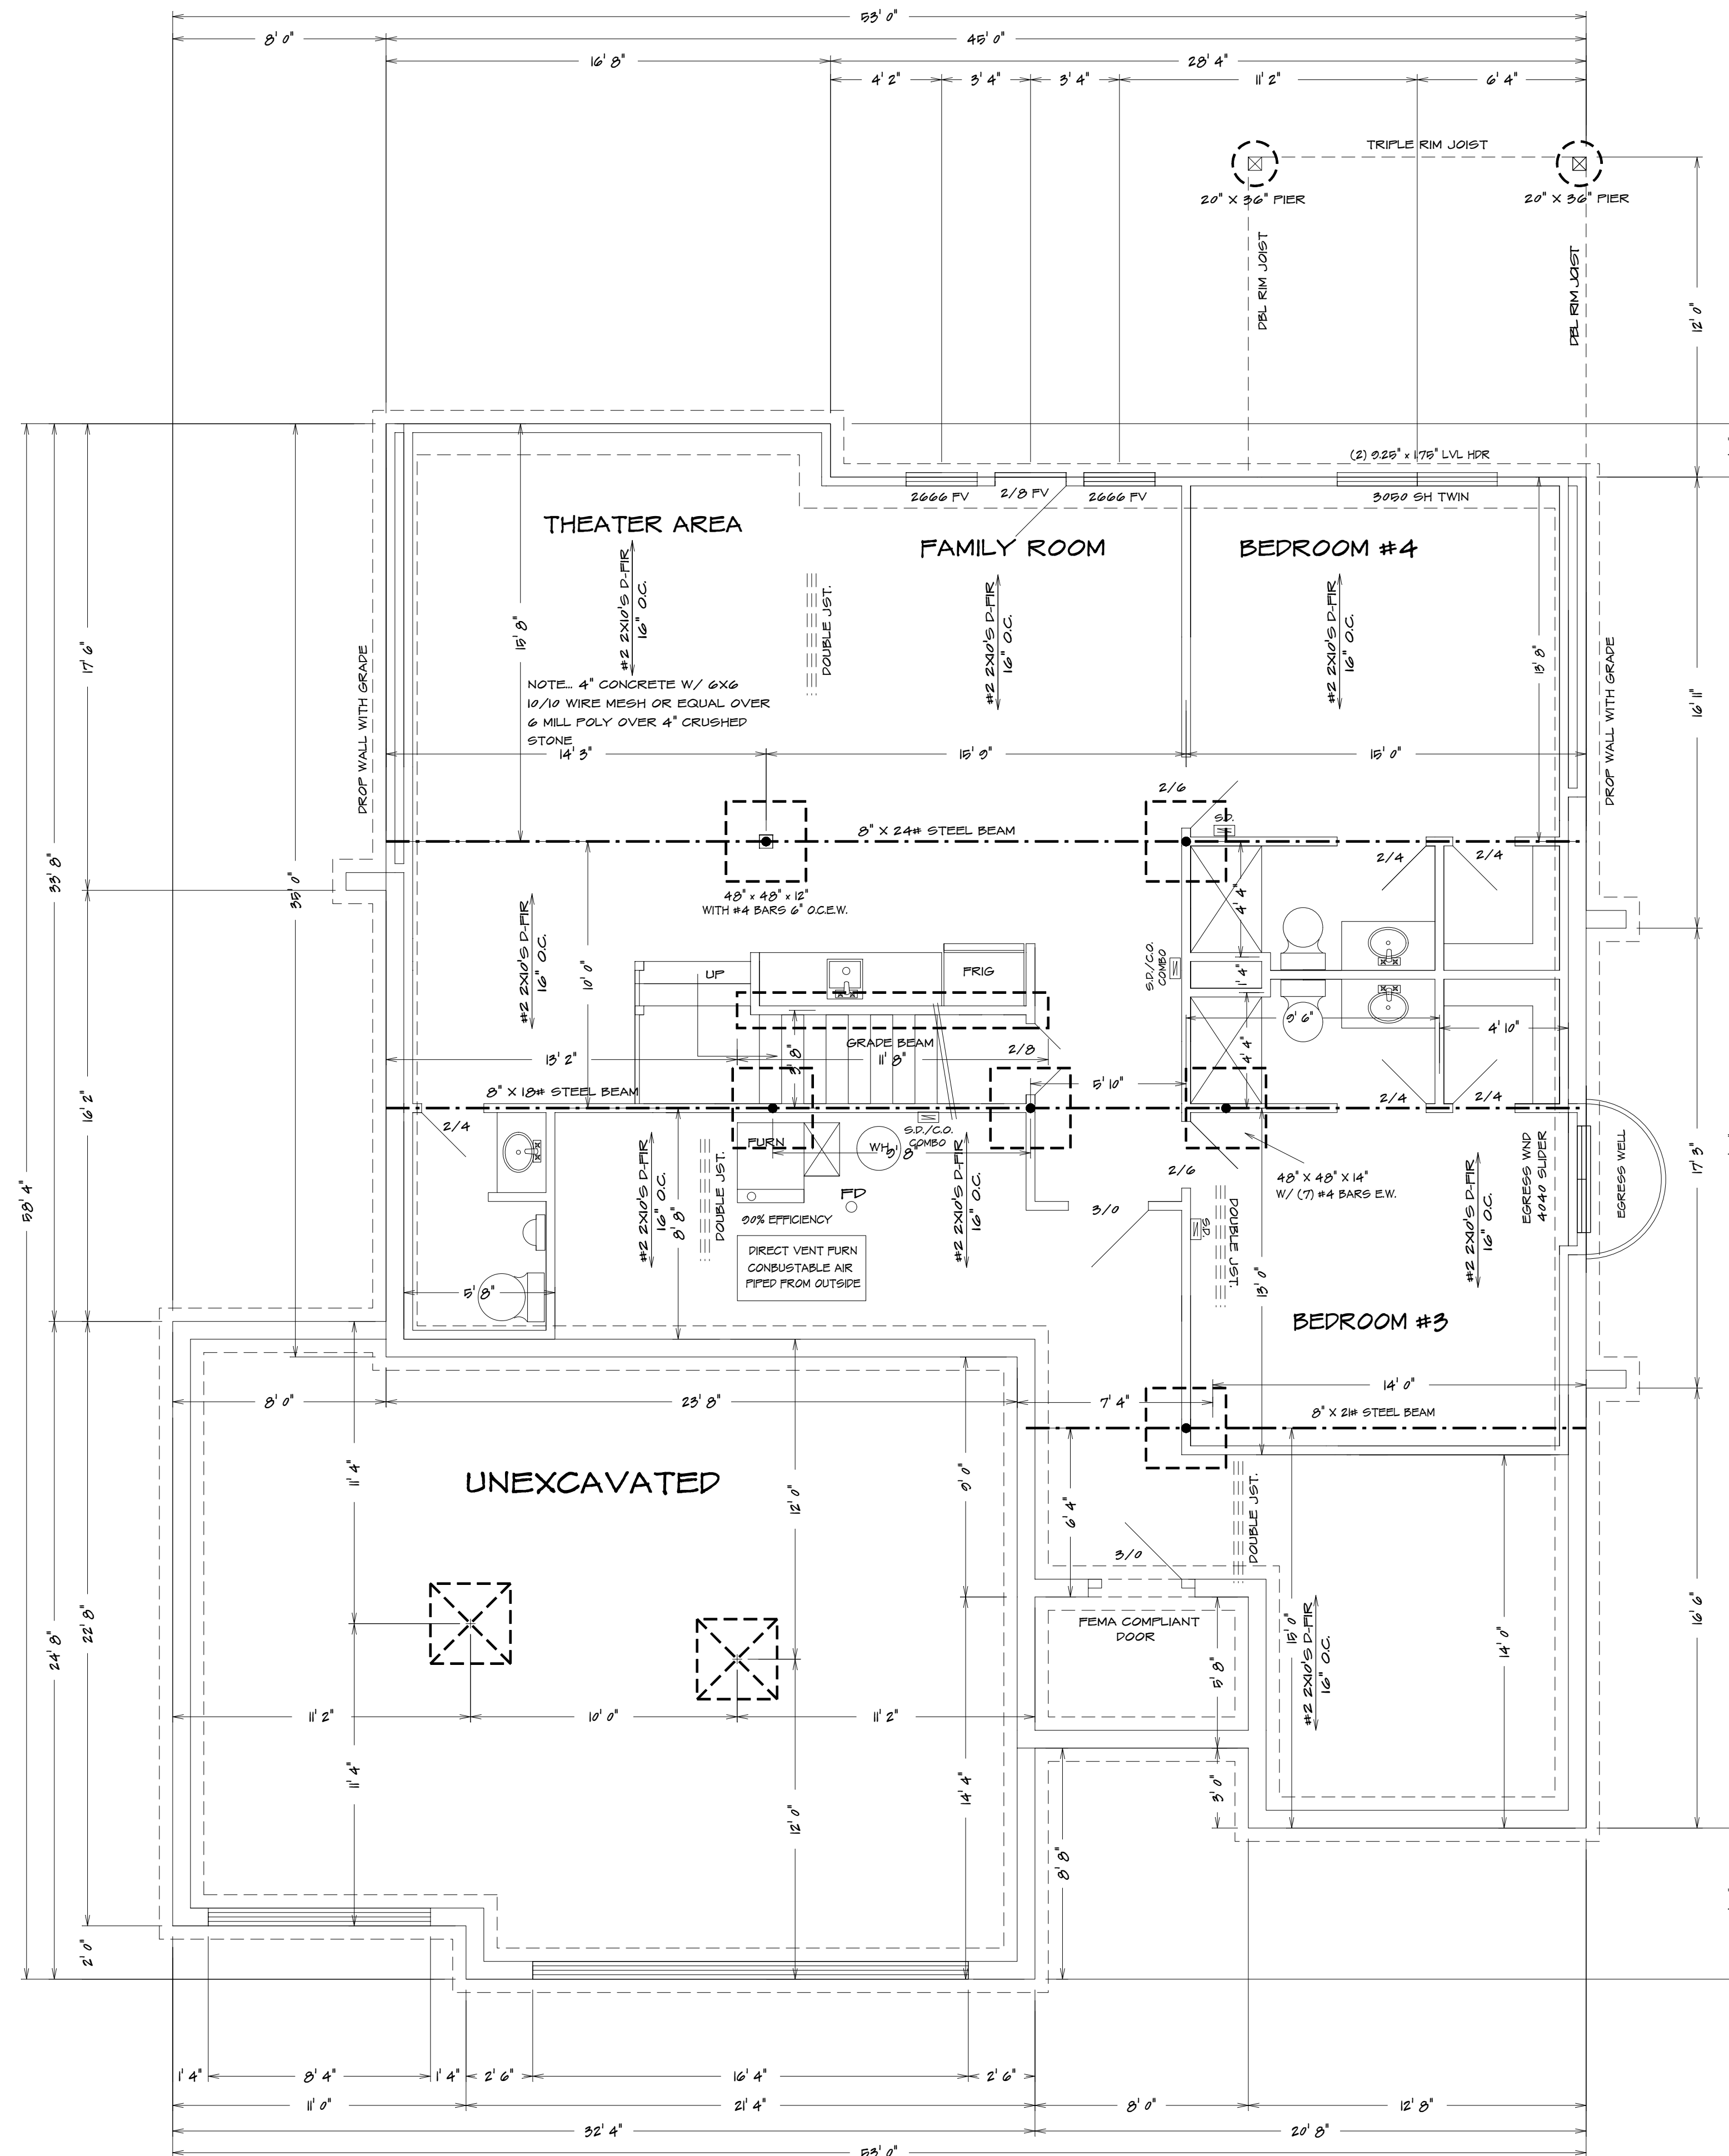 53' 0"
8' 0"
45' 0"
16' 8"
28' 4"
4' 2"
3' 4"
3' 4"
11' 2"
6' 4"
TRIPLE RIM JOIST
20" X 36" PIER
20" X 36" PIER
DBL RIM JOIST
DBL RIM JOIST
12' 0"
(2) 9.25" x 1.75" LVL HDR
2666 FV
2/8 FV
2666 FV
3050 SH TWIN
THEATER AREA
FAMILY ROOM
BEDROOM #4
#2 2X10'S D-FIR
16" O.C.
DOUBLE JST.
#2 2X10'S D-FIR
16" O.C.
#2 2X10'S D-FIR
16" O.C.
15' 8"
13' 8"
17' 6"
16' 11"
DROP WALL WITH GRADE
DROP WALL WITH GRADE
NOTE... 4" CONCRETE W/ 6X6
10/10 WIRE MESH OR EQUAL OVER
6 MILL POLY OVER 4" CRUSHED
STONE
14' 3"
15' 9"
15' 0"
2/6
S.D.
8" X 24# STEEL BEAM
2/4
2/4
33' 8"
35' 0"
48" x 48" x 12"
WITH #4 BARS 6" O.C.E.W.
4' 4"
#2 2X10'S D-FIR
16" O.C.
10' 0"
UP
FRIG
S.D./C.O.
COMBO
1' 4"
9' 6"
4' 10"
GRADE BEAM
13' 2"
11' 8"
3' 8"
2/8
4' 4"
5' 10"
8" X 18# STEEL BEAM
2/4
2/4
2/4
16' 2"
17' 3"
58' 4"
FURN
WH
9' 8"
S.D./C.O.
COMBO
FD
90% EFFICIENCY
DIRECT VENT FURN
CONBUSTABLE AIR
PIPED FROM OUTSIDE
#2 2X10'S D-FIR
16" O.C.
8' 8"
DOUBLE JST.
#2 2X10'S D-FIR
16" O.C.
3/0
2/6
S.D.
DOUBLE JST.
48" X 48" X 14"
W/ (7) #4 BARS E.W.
13' 0"
#2 2X10'S D-FIR
16" O.C.
EGRESS WND
4040 SLIDER
EGRESS WELL
5' 8"
BEDROOM #3
8' 0"
23' 8"
7' 4"
14' 0"
8" X 21# STEEL BEAM
UNEXCAVATED
11' 4"
12' 0"
9' 0"
6' 4"
DOUBLE JST.
3/0
FEMA COMPLIANT
DOOR
15' 0"
#2 2X10'S D-FIR
16" O.C.
14' 0"
16' 6"
24' 8"
22' 8"
5' 8"
11' 2"
10' 0"
11' 2"
11' 4"
12' 0"
14' 4"
3' 0"
8' 8"
2' 0"
1' 4"
8' 4"
1' 4"
2' 6"
16' 4"
2' 6"
11' 0"
21' 4"
8' 0"
12' 8"
32' 4"
20' 8"
53' 0"